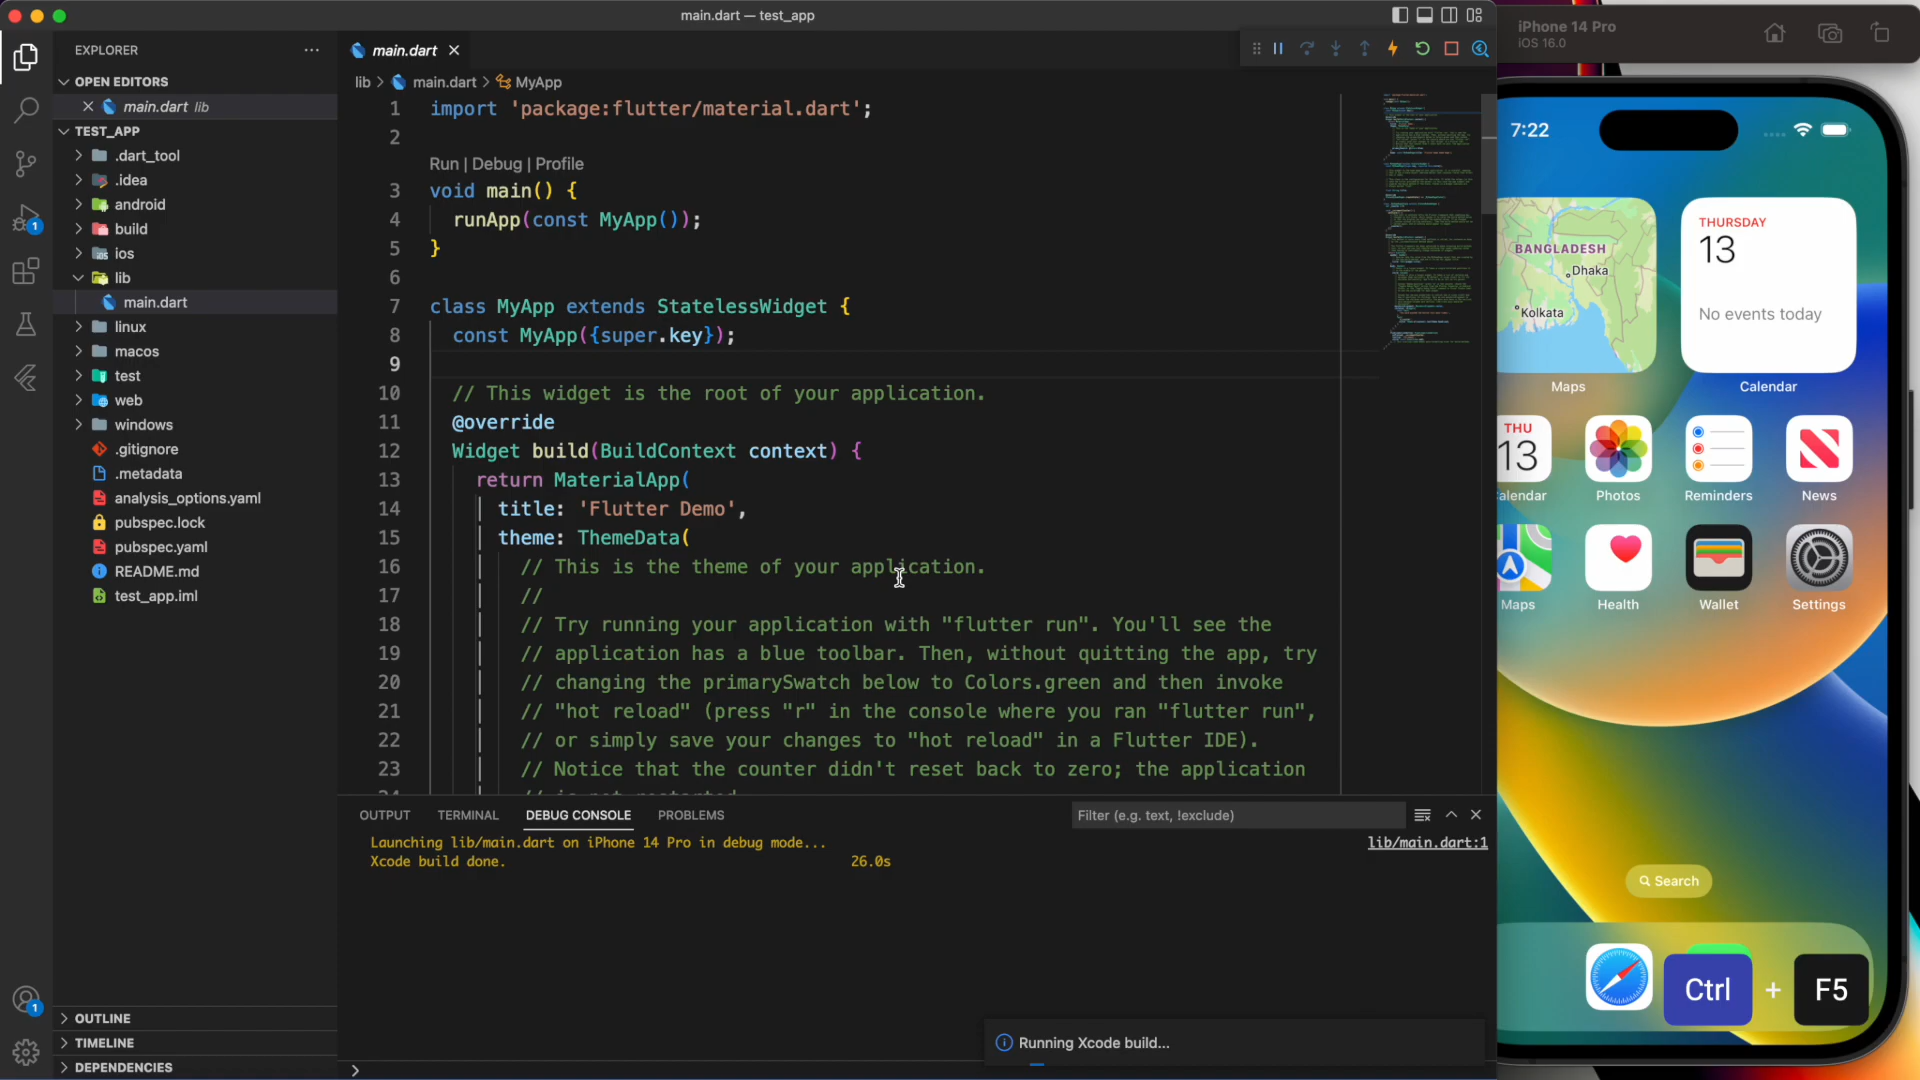 main.dart — test_app
EXPLORER
OPEN EDITORS
main.dart lib
TEST_APP
.dart_tool
.idea
android
build
ios
lib
main.dart
linux
macos
test
web
windows
.gitignore
.metadata
analysis_options.yaml
pubspec.lock
pubspec.yaml
README.md
test_app.iml
OUTLINE
TIMELINE
DEPENDENCIES
1
1
main.dart
lib > main.dart > MyApp
1 import 'package:flutter/material.dart';
2
Run | Debug | Profile
3 void main() {
4 runApp(const MyApp());
5 }
6
7 class MyApp extends StatelessWidget {
8 const MyApp({super.key});
9
10 // This widget is the root of your application.
11 @override
12 Widget build(BuildContext context) {
13 return MaterialApp(
14 title: 'Flutter Demo',
15 theme: ThemeData(
16 // This is the theme of your application.
17 //
18 // Try running your application with "flutter run". You'll see the
19 // application has a blue toolbar. Then, without quitting the app, try
20 // changing the primarySwatch below to Colors.green and then invoke
21 // "hot reload" (press "r" in the console where you ran "flutter run",
22 // or simply save your changes to "hot reload" in a Flutter IDE).
23 // Notice that the counter didn't reset back to zero; the application
OUTPUT TERMINAL DEBUG CONSOLE PROBLEMS
Filter (e.g. text, !exclude)
Launching lib/main.dart on iPhone 14 Pro in debug mode...
lib/main.dart:1
Xcode build done. 26.0s
Running Xcode build...
iPhone 14 Pro
iOS 16.0
7:22
BANGLADESH
Dhaka
Kolkata
Maps
THURSDAY
13
No events today
Calendar
THU
13
alendar
Photos
Reminders
News
Maps
Health
Wallet
Settings
Search
Ctrl + F5